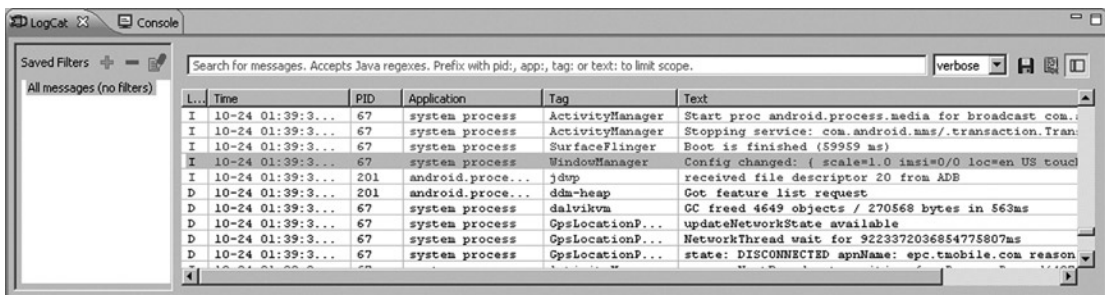 LogCat Console
Saved Filters
All messages (no filters)
Search for messages. Accepts Java regexes. Prefix with pid:, app:, tag: or text: to limit scope. verbose
L... Time PID Application Tag Text
I 10-24 01:39:3... 67 system process ActivityManager Start proc android.process.media for broadcast com.
I 10-24 01:39:3... 67 system process ActivityManager Stopping service: com.android.mms/.transaction.Tran
I 10-24 01:39:3... 67 system process SurfaceFlinger Boot is finished (59959 ms)
I 10-24 01:39:3... 67 system process WindowManager Config changed: { scale=1.0 imsi=0/0 loc=en US touc
I 10-24 01:39:3... 201 android.proce... jdwp received file descriptor 20 from ADB
D 10-24 01:39:3... 201 android.proce... ddm-heap Got feature list request
D 10-24 01:39:3... 67 system process dalvikvm GC freed 4649 objects / 270568 bytes in 563ms
D 10-24 01:39:3... 67 system process GpsLocationP... updateNetworkState available
D 10-24 01:39:3... 67 system process GpsLocationP... NetworkThread wait for 9223372036854775807ms
D 10-24 01:39:3... 67 system process GpsLocationP... state: DISCONNECTED apnName: epc.tmobile.com reason